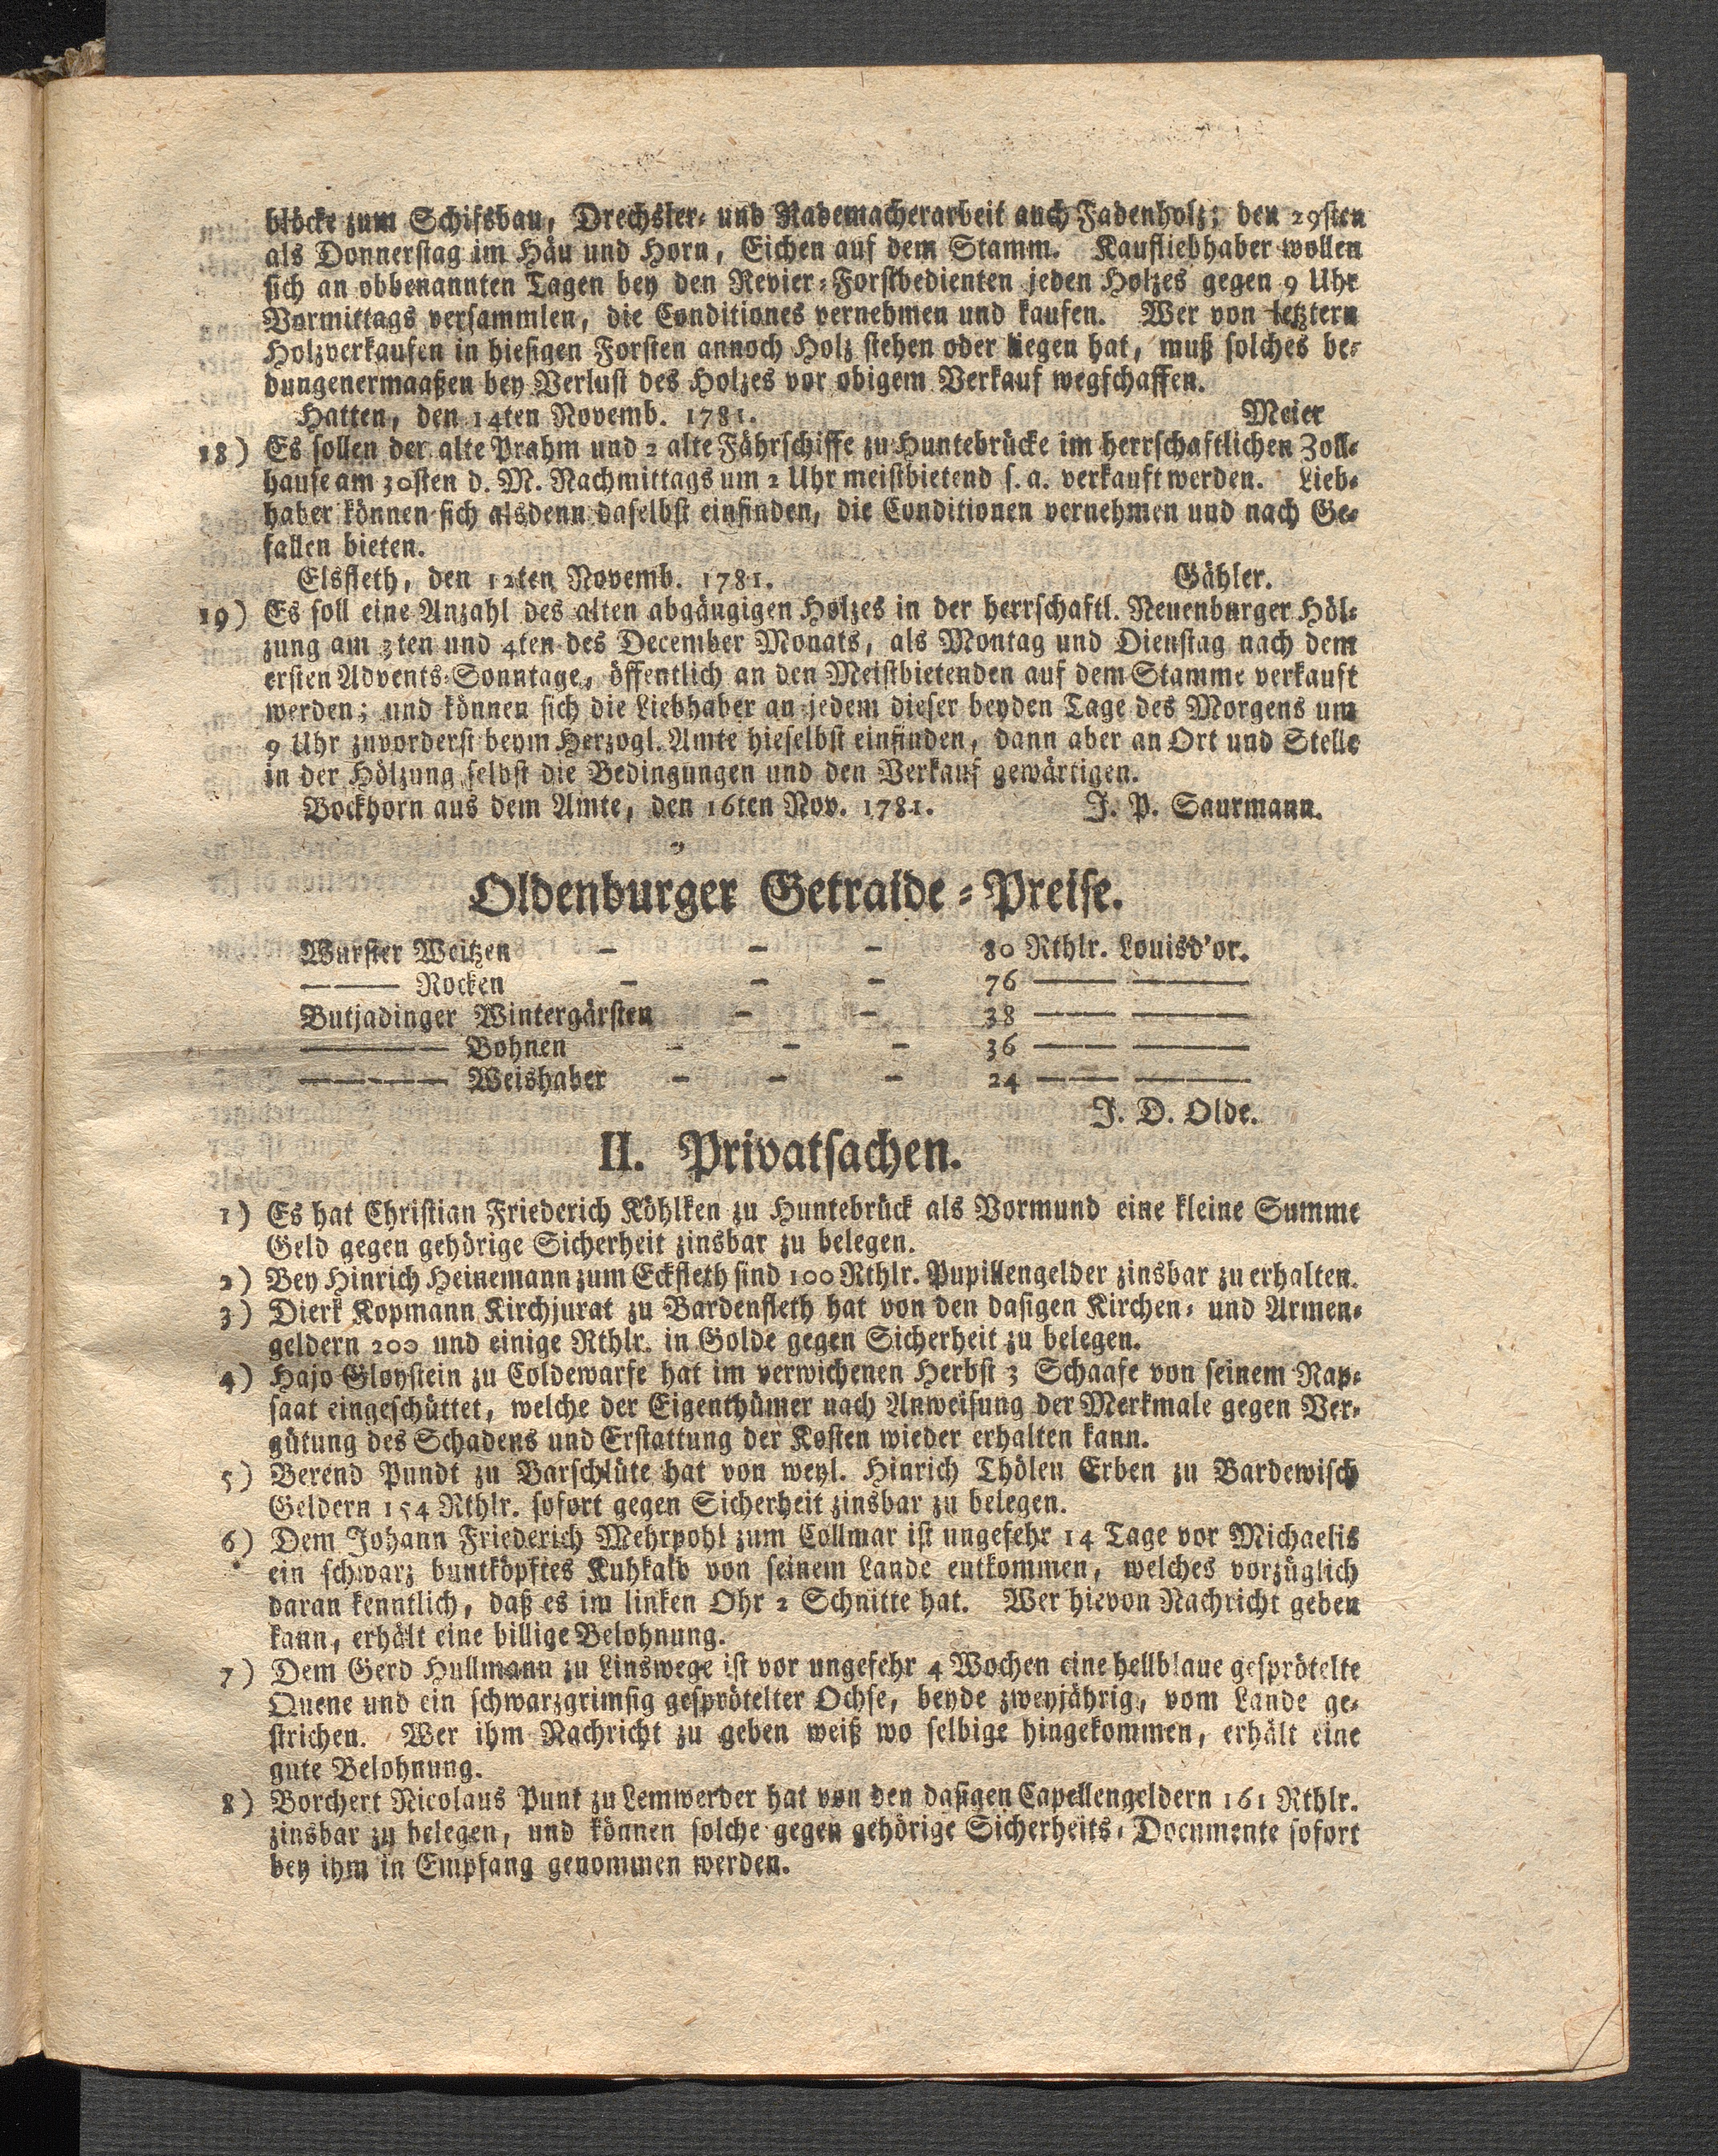 blöcke zum Schifsbau, Drechsler- und Rademacherarbeit auch Fadenholz; den 29sten
als Donnerstag im Häu und Horn, Eichen auf dem Stamm. Kaufliebhaber wollen
sich an obbenannten Tagen bey den Revier-Forstbedienten jeden Holzes gegen 9 Uhr
Vormittags versammlen, die Conditiones vernehmen und kaufen. Wer von letztern
Holzverkaufen in hiesigen Forsten annoch Holz stehen oder liegen hat, muß solches be-
dungenermaaßen bey Verlust des Holzes vor obigem Verkauf wegschaffen.
Hatten, den 14ten Novemb. 1781. Meier
18) Es sollen der alte Prahm und 2 alte Fährschiffe zu Huntebrücke im herrschaftlichen Zoll-
hause am 30sten d. M. Nachmittags um 2 Uhr meistbietend s. a. verkauft werden. Lieb-
haber können sich alsdenn daselbst einfinden, die Conditionen vernehmen und nach Ge-
fallen bieten.
Elsfleth, den 12ten Novemb. 1781. Gähler.
19) Es soll eine Anzahl des alten abgängigen Holzes in der herrschaftl. Neuenburger Höl-
zung am 3ten und 4ten des December Monats, als Montag und Dienstag nach dem
ersten Advents-Sonntage, öffentlich an den Meistbietenden auf dem Stamme verkauft
werden; und können sich die Liebhaber an jedem dieser beyden Tage des Morgens um
9 Uhr zuvorderst beym Herzogl. Amte hieselbst einfinden, dann aber an Ort und Stelle
in der Hölzung selbst die Bedingungen und den Verkauf gewärtigen.
Bockhorn aus dem Amte, den 16ten Nov. 1781. J. P. Saurmann.
Oldenburger Getraide-Preise.
Wurster Weitzen — — — 80 Rthlr. Louisd'or.
—— Rocken — — — 76 —— ——
Butjadinger Wintergärsten — — 38 —— ——
—— Bohnen — — — 36 —— ——
—— Weishaber — — — 24 —— ——
J. D. Olde.
II. Privatsachen.
1) Es hat Christian Friederich Köhlken zu Huntebrück als Vormund eine kleine Summe
Geld gegen gehörige Sicherheit zinsbar zu belegen.
2) Bey Hinrich Heinemann zum Eckfleth sind 100 Rthlr. Pupillengelder zinsbar zu erhalten.
3) Dierk Kopmann Kirchjurat zu Bardenfleth hat von den dasigen Kirchen- und Armen-
geldern 200 und einige Rthlr. in Golde gegen Sicherheit zu belegen.
4) Hajo Gloystein zu Coldewarfe hat im verwichenen Herbst 3 Schaafe von seinem Rap-
saat eingeschüttet, welche der Eigenthümer nach Anweisung der Merkmale gegen Ver-
gütung des Schadens und Erstattung der Kosten wieder erhalten kann.
5) Berend Pundt zu Barschlüte hat von weyl. Hinrich Thölen Erben zu Bardewisch
Geldern 154 Rthlr. sofort gegen Sicherheit zinsbar zu belegen.
6) Dem Johann Friederich Mehrpohl zum Collmar ist ungefehr 14 Tage vor Michaelis
ein schwarz buntköpftes Kuhkalb von seinem Lande entkommen, welches vorzüglich
daran kenntlich, daß es im linken Ohr 2 Schnitte hat. Wer hievon Nachricht geben
kann, erhält eine billige Belohnung.
7) Dem Gerd Hullmann zu Linswege ist vor ungefehr 4 Wochen eine hellblaue gesprötelte
Quene und ein schwarzgrimsig gesprötelter Ochse, beyde zweyjährig, vom Lande ge-
strichen. Wer ihm Nachricht zu geben weiß wo selbige hingekommen, erhält eine
gute Belohnung.
8) Borchert Nicolaus Punt zu Lemwerder hat von den dasigen Capellengeldern 161 Rthlr.
zinsbar zu belegen, und können solche gegen gehörige Sicherheits-Documente sofort
bey ihm in Empfang genommen werden.